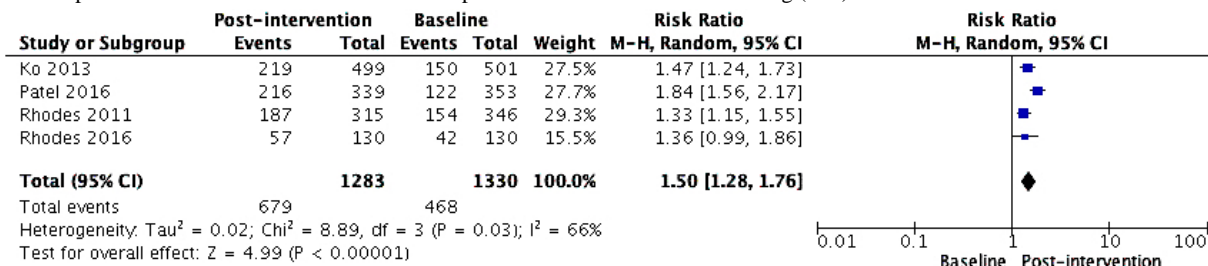 Post-intervention Baseline Risk Ratio Risk Ratio
Study or Subgroup Events Total Events Total Weight M-H, Random, 95% CI M-H, Random, 95% CI
Ko 2013 219 499 150 501 27.5% 1.47 [1.24, 1.73]
Patel 2016 216 339 122 353 27.7% 1.84 [1.56, 2.17]
Rhodes 2011 187 315 154 346 29.3% 1.33 [1.15, 1.55]
Rhodes 2016 57 130 42 130 15.5% 1.36 [0.99, 1.86]
Total (95% CI) 1283 1330 100.0% 1.50 [1.28, 1.76]
Total events 679 468
Heterogeneity: Tau² = 0.02; Chi² = 8.89, df = 3 (P = 0.03); I² = 66%
Test for overall effect: Z = 4.99 (P < 0.00001)
0.01 0.1 1 10 100
Baseline Post-intervention